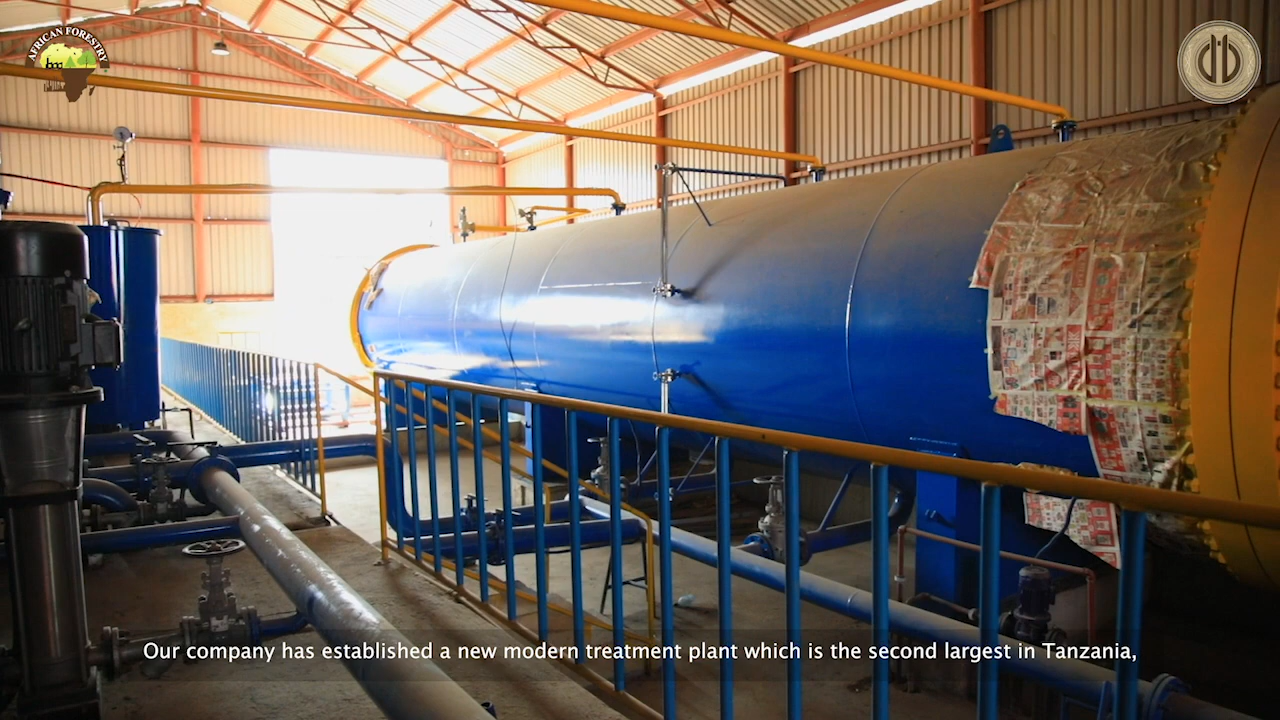 AFRICAN FORESTRY
Our company has established a new modern treatment plant which is the second largest in Tanzania,